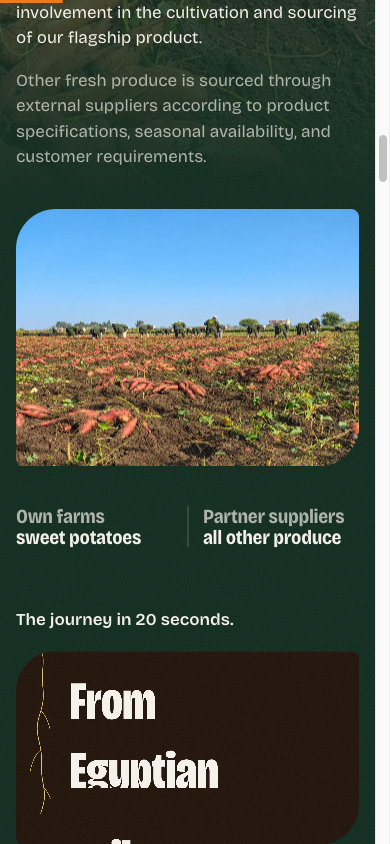 involvement in the cultivation and sourcing
of our flagship product.
Other fresh produce is sourced through
external suppliers according to product
specifications, seasonal availability, and
customer requirements.
Own farms
sweet potatoes
Partner suppliers
all other produce
The journey in 20 seconds.
From
Egyptian